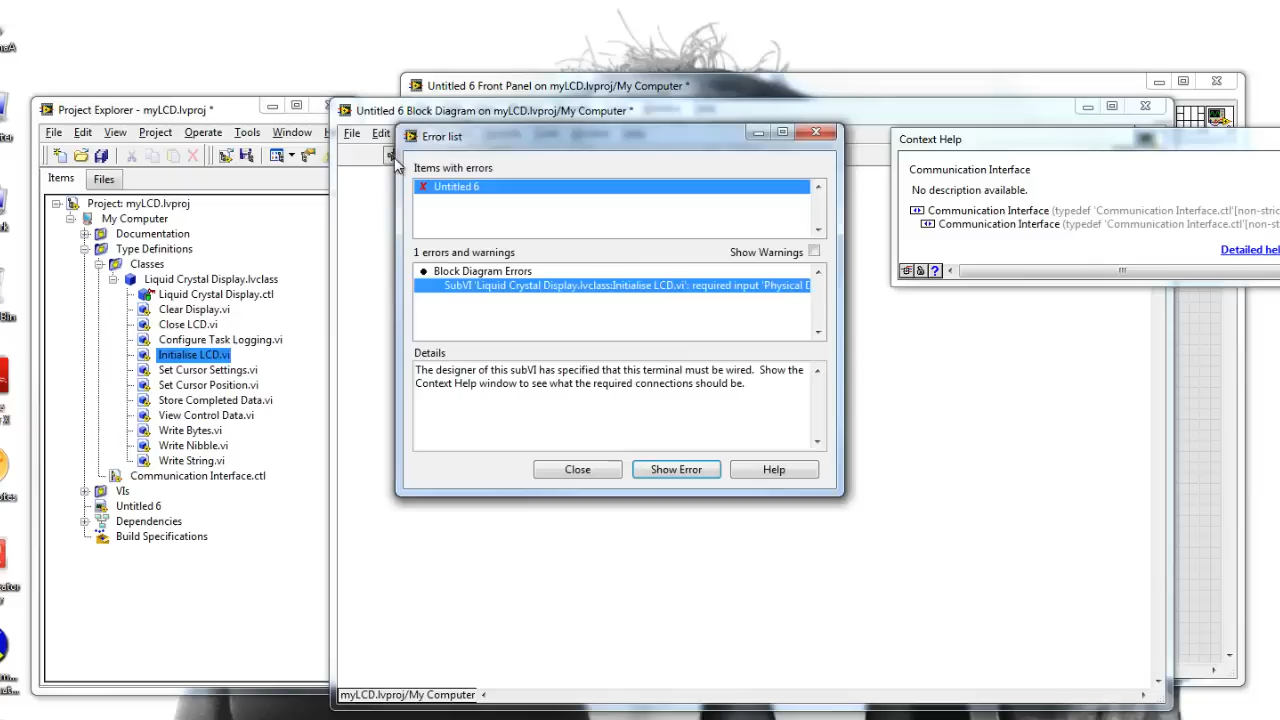 Untitled 6 Front Panel on myLCD.lvproj/My Computer *
Project Explorer - myLCD.lvproj *
File Edit View Project Operate Tools Window
Items Files
Project: myLCD.lvproj
My Computer
Documentation
Type Definitions
Classes
Liquid Crystal Display.lvclass
Liquid Crystal Display.ctl
Clear Display.vi
Close LCD.vi
Configure Task Logging.vi
Initialise LCD.vi
Set Cursor Settings.vi
Set Cursor Position.vi
Store Completed Data.vi
View Control Data.vi
Write Bytes.vi
Write Nibble.vi
Write String.vi
Communication Interface.ctl
VIs
Untitled 6
Dependencies
Build Specifications
Untitled 6 Block Diagram on myLCD.lvproj/My Computer *
File Edit
Error list
Items with errors
Untitled 6
1 errors and warnings Show Warnings
Block Diagram Errors
SubVI 'Liquid Crystal Display.lvclass:Initialise LCD.vi': required input 'Physical D
Details
The designer of this subVI has specified that this terminal must be wired. Show the
Context Help window to see what the required connections should be.
Close Show Error Help
myLCD.lvproj/My Computer
Context Help
Communication Interface
No description available.
Communication Interface (typedef 'Communication Interface.ctl'[non-stric
Communication Interface (typedef 'Communication Interface.ctl'[non-st
Detailed hel